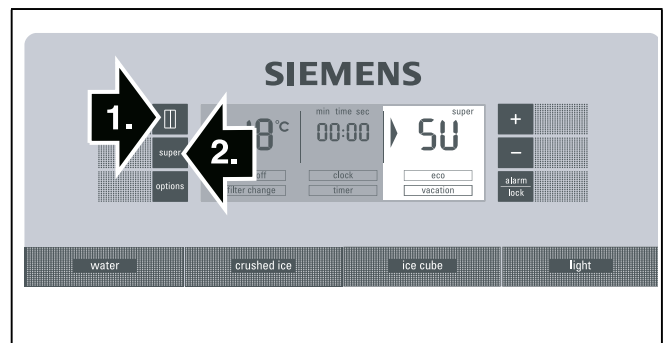 SIEMENS
1.
min time sec
super
18 °C
00:00
SU
+
super
2.
–
off
clock
eco
options
filter change
timer
vacation
alarm
lock
water
crushed ice
ice cube
light